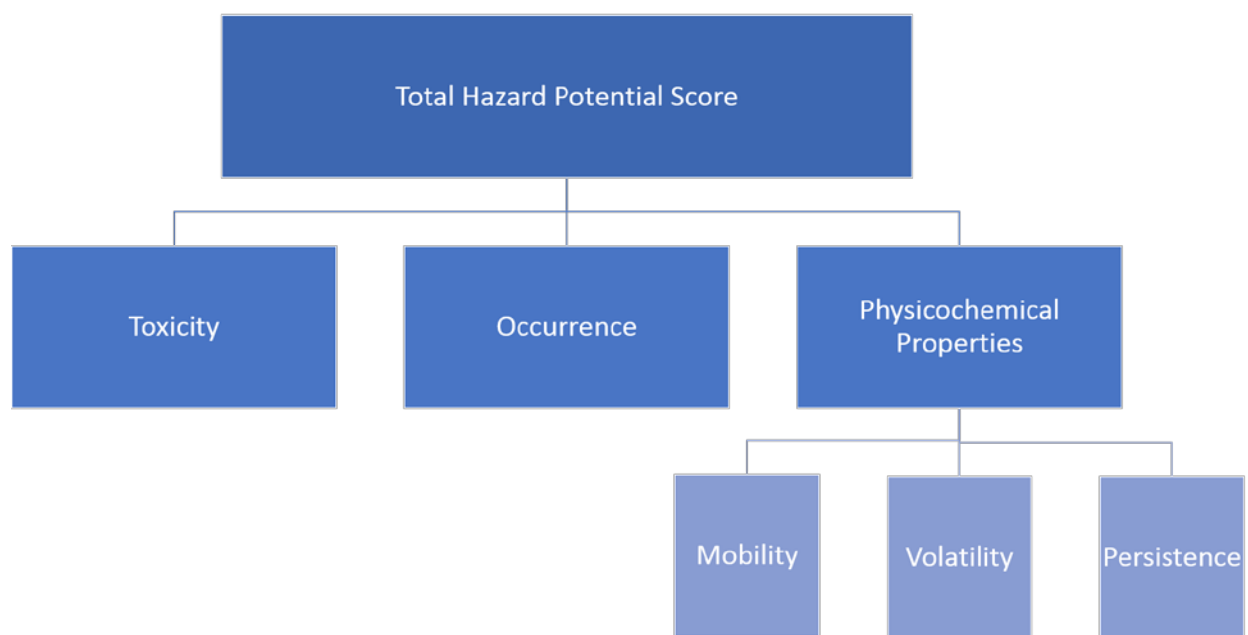 Total Hazard Potential Score
Toxicity
Occurrence
Physicochemical
Properties
Mobility
Volatility
Persistence